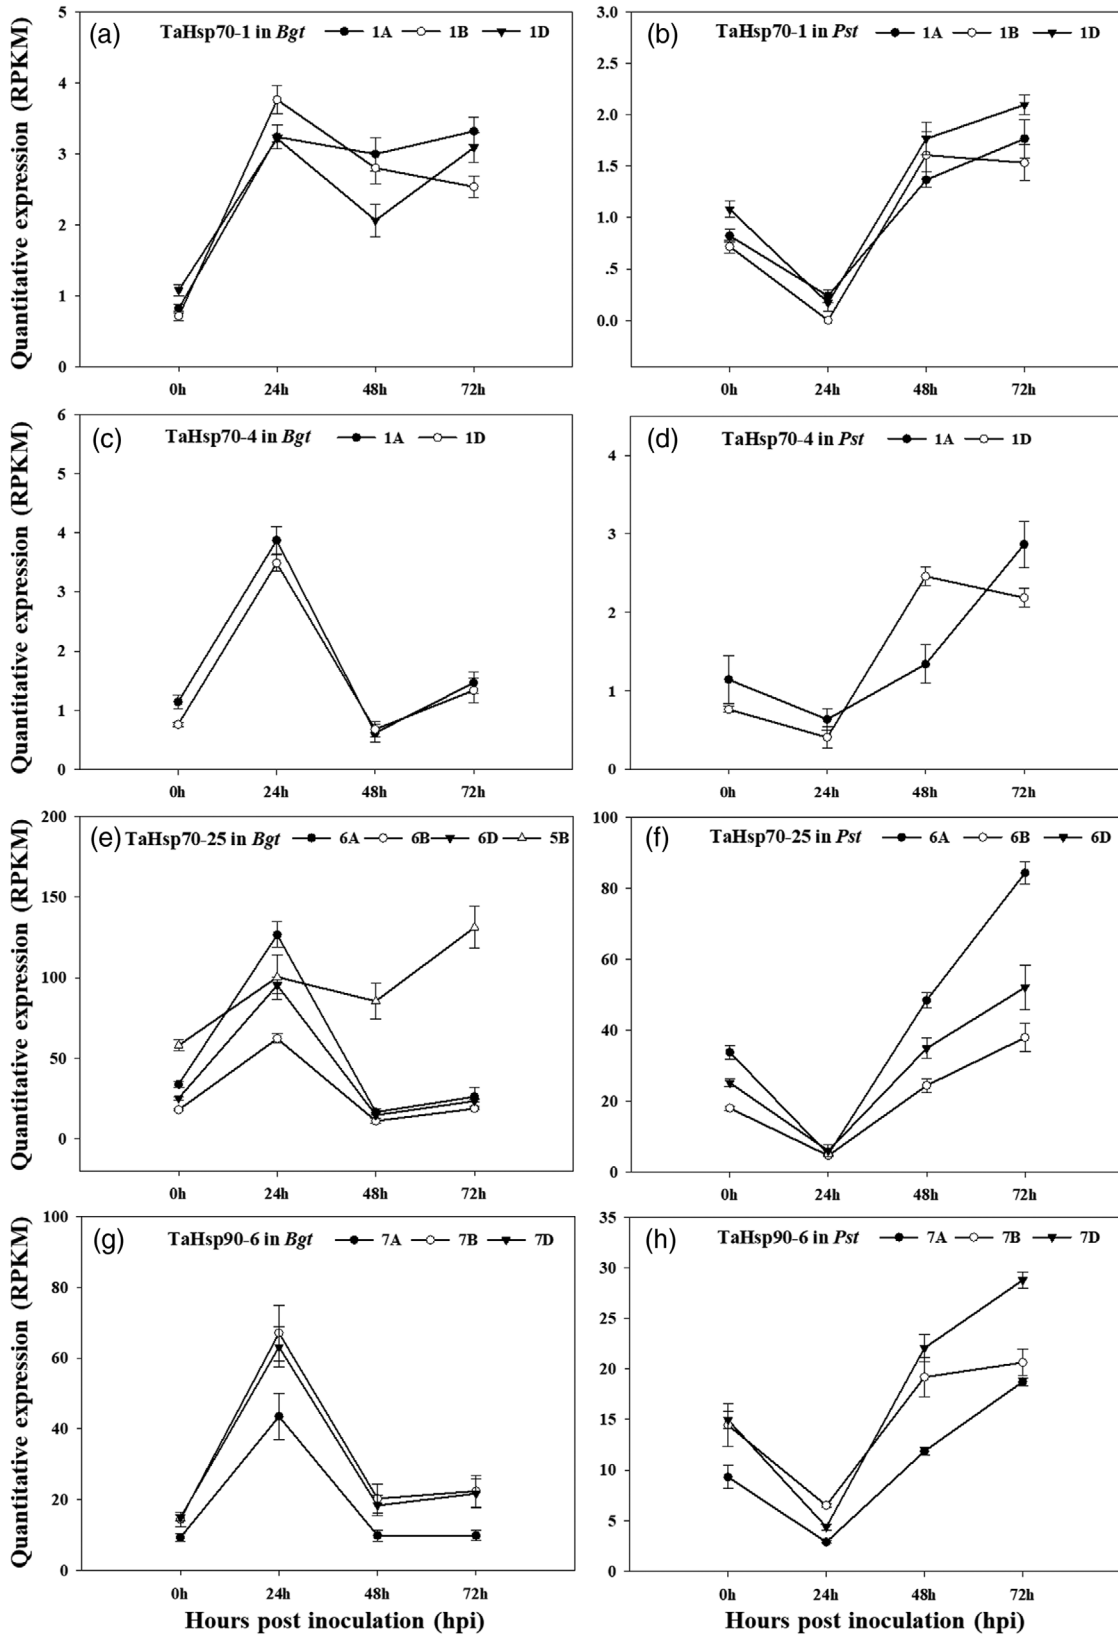 (a) TaHsp70-1 in Bgt 1A 1B 1D
Quantitative expression (RPKM)
5
4
3
2
1
0
0h 24h 48h 72h
(b) TaHsp70-1 in Pst 1A 1B 1D
3.0
2.5
2.0
1.5
1.0
.5
0.0
0h 24h 48h 72h
(c) TaHsp70-4 in Bgt 1A 1D
Quantitative expression (RPKM)
6
5
4
3
2
1
0
0h 24h 48h 72h
(d) TaHsp70-4 in Pst 1A 1D
4
3
2
1
0
0h 24h 48h 72h
(e) TaHsp70-25 in Bgt 6A 6B 6D 5B
Quantitative expression (RPKM)
200
150
100
50
0
0h 24h 48h 72h
(f) TaHsp70-25 in Pst 6A 6B 6D
100
80
60
40
20
0
0h 24h 48h 72h
(g) TaHsp90-6 in Bgt 7A 7B 7D
Quantitative expression (RPKM)
100
80
60
40
20
0
0h 24h 48h 72h
Hours post inoculation (hpi)
(h) TaHsp90-6 in Pst 7A 7B 7D
35
30
25
20
15
10
5
0
0h 24h 48h 72h
Hours post inoculation (hpi)